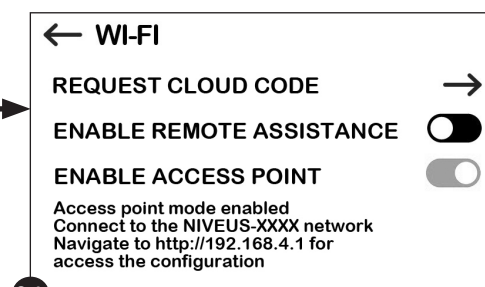 WI-FI
REQUEST CLOUD CODE
ENABLE REMOTE ASSISTANCE
ENABLE ACCESS POINT
Access point mode enabled
Connect to the NIVEUS-XXXX network
Navigate to http://192.168.4.1 for
access the configuration